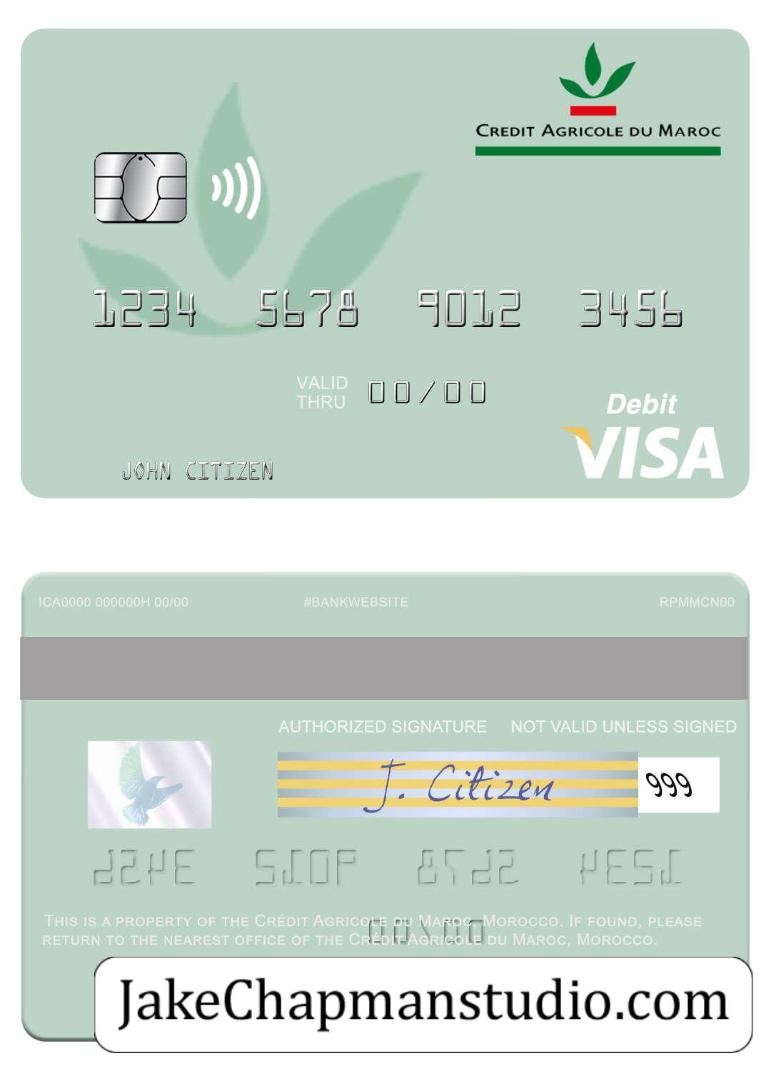 CREDIT AGRICOLE DU MAROC
1234 5678 9012 3456
VALID THRU 00/00
Debit
JOHN CITIZEN
VISA
ICA0000 000000H 00/00 #BANKWEBSITE RPMMCN00
AUTHORIZED SIGNATURE NOT VALID UNLESS SIGNED
J. Citizen 999
THIS IS A PROPERTY OF THE CRÉDIT AGRICOLE DU MAROC, MOROCCO. IF FOUND, PLEASE
RETURN TO THE NEAREST OFFICE OF THE CRÉDIT AGRICOLE DU MAROC, MOROCCO.
JakeChapmanstudio.com